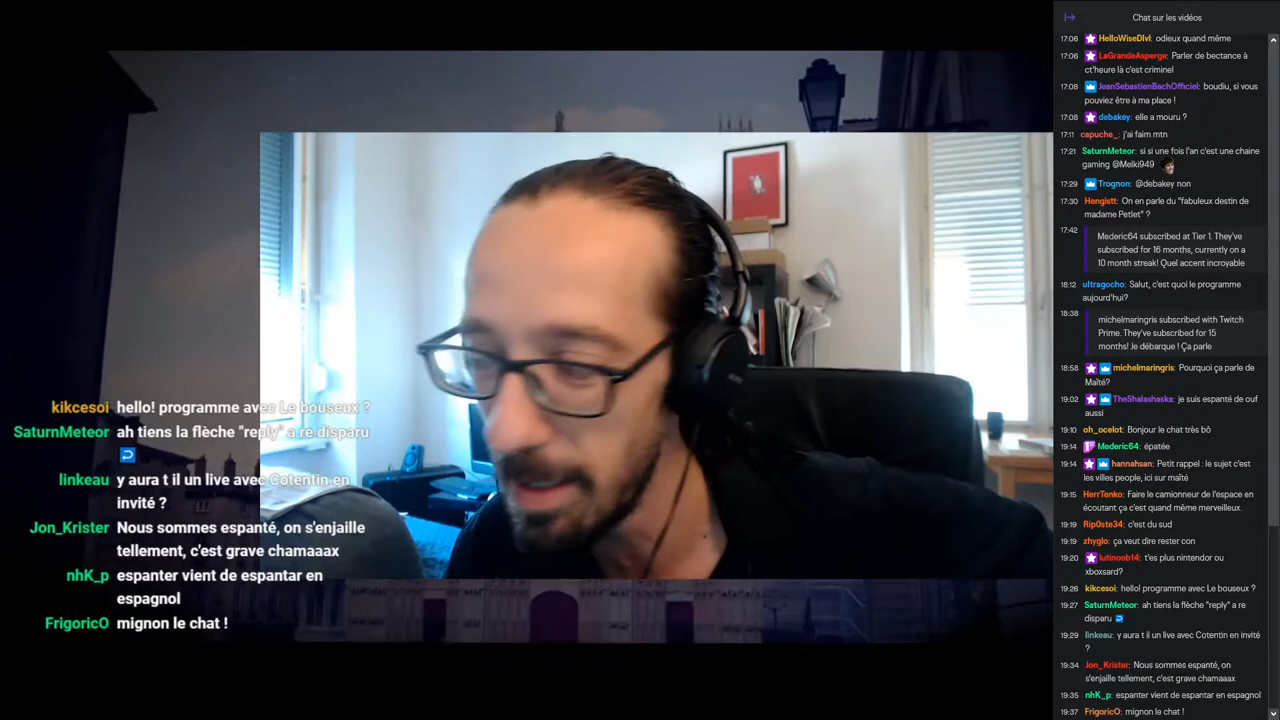 Chat sur les vidéos
17:06 HelloWiseDlvl: odieux quand même
17:06 LaGrandeAsperge: Parler de bectance à
ct'heure là c'est criminel
17:08 JeanSebastienBachOfficiel: boudiu, si vous
pouviez être à ma place !
17:08 debakey: elle a mouru ?
17:11 capuche_: j'ai faim mtn
17:21 SaturnMeteor: si si une fois l'an c'est une chaine
gaming @Melki949
17:29 Trognon: @debakey non
17:30 Hengistt: On en parle du "fabuleux destin de
madame Petlet" ?
17:42 Mederic64 subscribed at Tier 1. They've
subscribed for 16 months, currently on a
10 month streak! Quel accent incroyable
18:12 ultragocho: Salut, c'est quoi le programme
aujourd'hui?
18:38 michelmaringris subscribed with Twitch
Prime. They've subscribed for 15
months! Je débarque ! Ça parle
18:58 michelmaringris: Pourquoi ça parle de
Maïté?
19:02 TheShalashaska: je suis espanté de ouf
aussi
19:10 oh_ocelot: Bonjour le chat très bô
19:14 Mederic64: épatée
19:14 hannahsan: Petit rappel : le sujet c'est
les villes people, ici sur maïté
19:15 HerrTenko: Faire le camionneur de l'espace en
écoutant ça c'est quand même merveilleux.
19:19 Rip0ste34: c'est du sud
19:19 zhyglo: ça veut dire rester con
19:20 lutinoob14: t'es plus nintendor ou
xboxsard?
19:26 kikcesoi: hello! programme avec Le bouseux ?
19:27 SaturnMeteor: ah tiens la flèche "reply" a re
disparu
19:29 linkeau: y aura t il un live avec Cotentin en invité
?
19:34 Jon_Krister: Nous sommes espanté, on
s'enjaille tellement, c'est grave chamaaax
19:35 nhK_p: espanter vient de espantar en espagnol
19:37 FrigoricO: mignon le chat !
kikcesoi hello! programme avec Le bouseux ?
SaturnMeteor ah tiens la flèche "reply" a re disparu
linkeau y aura t il un live avec Cotentin en
invité ?
Jon_Krister Nous sommes espanté, on s'enjaille
tellement, c'est grave chamaaax
nhK_p espanter vient de espantar en
espagnol
FrigoricO mignon le chat !